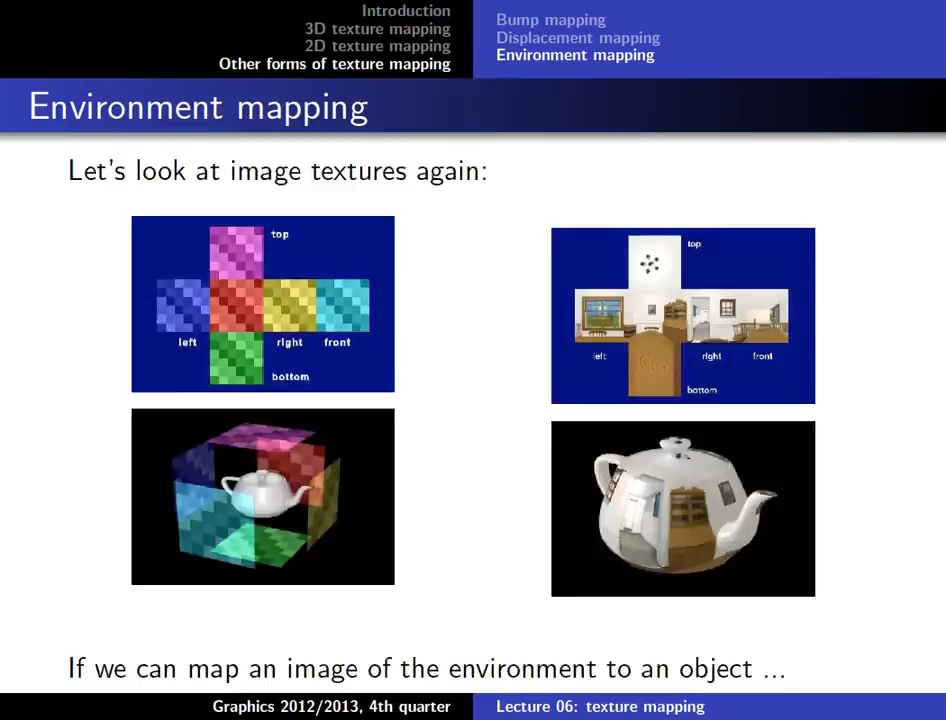 Introduction
3D texture mapping
2D texture mapping
Other forms of texture mapping
Bump mapping
Displacement mapping
Environment mapping
Environment mapping
Let's look at image textures again:
top
left
right
front
bottom
top
left
right
front
bottom
If we can map an image of the environment to an object ...
Graphics 2012/2013, 4th quarter
Lecture 06: texture mapping